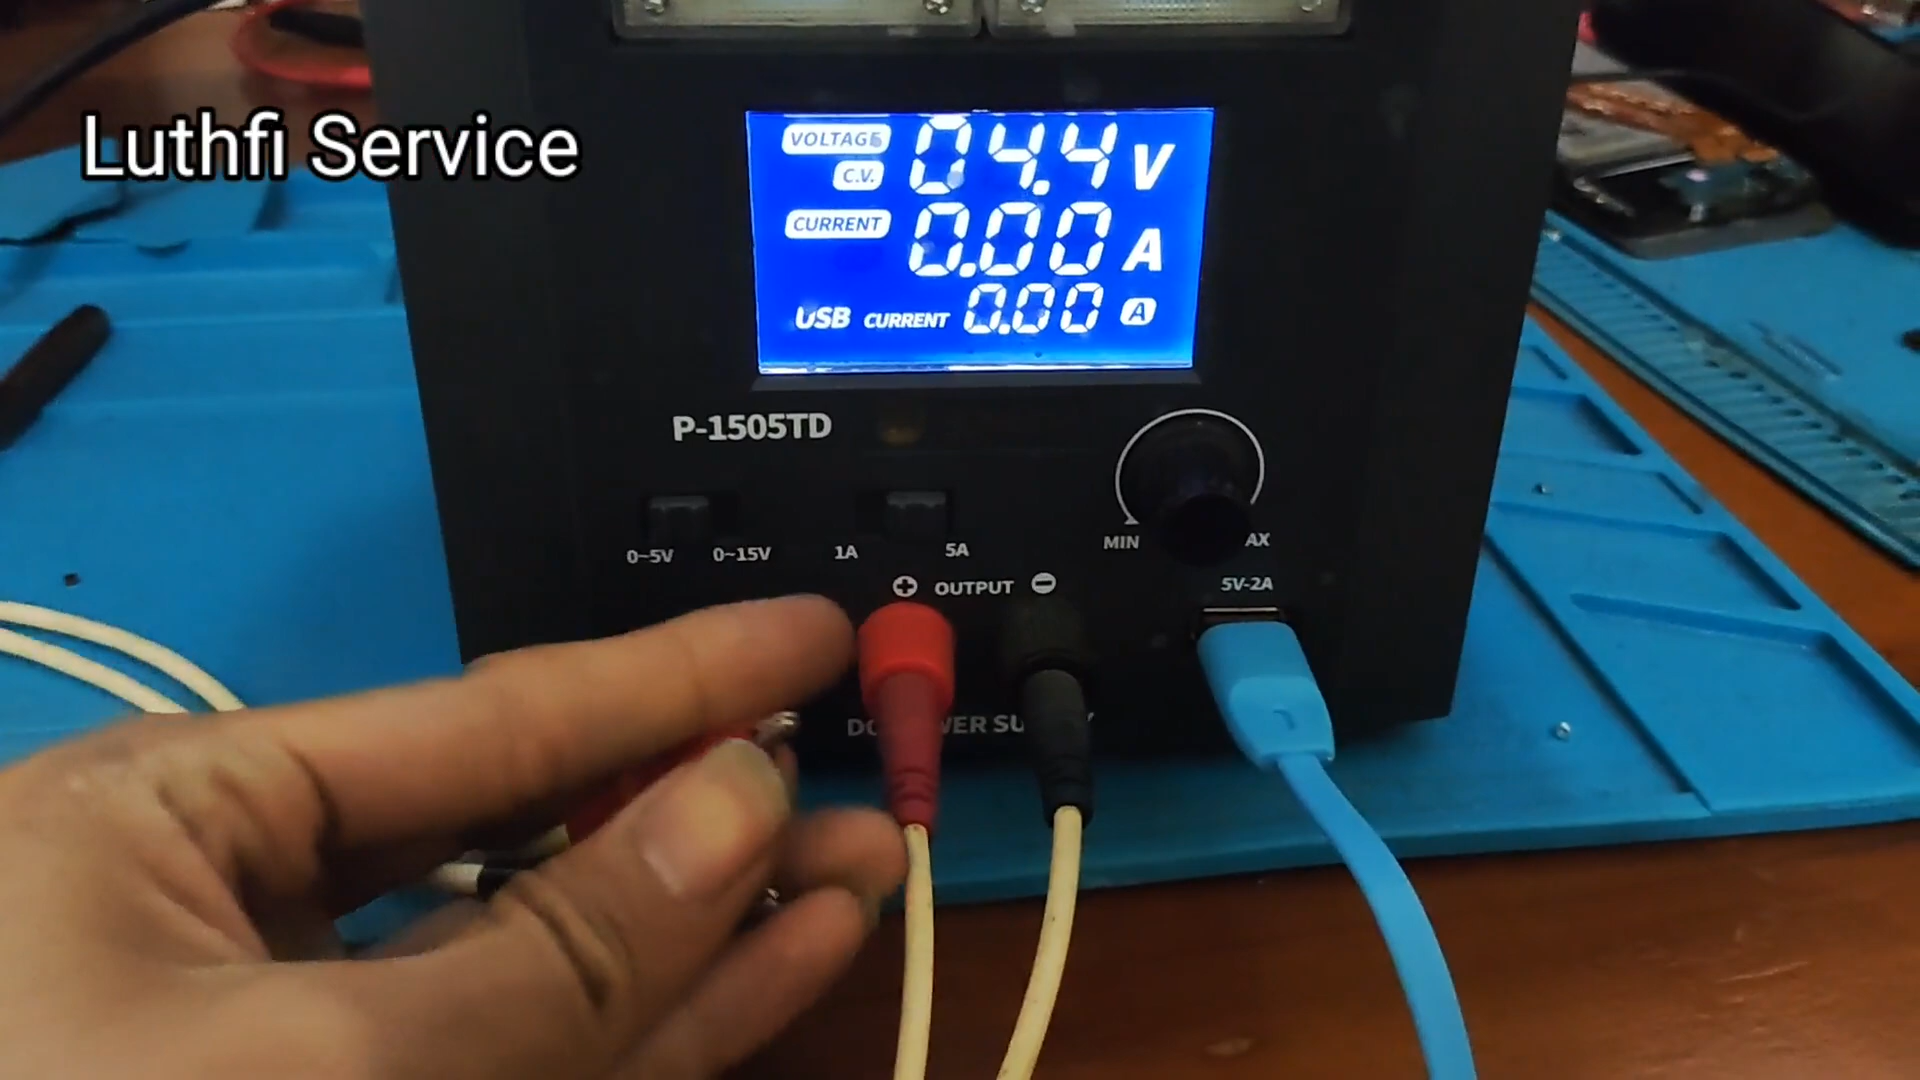 Luthfi Service
VOLTAGE 04.4 V
C.V.
CURRENT 0.00 A
USB CURRENT 0.00 A
P-1505TD
0~5V 0~15V 1A 5A
MIN AX
+ OUTPUT - 5V-2A